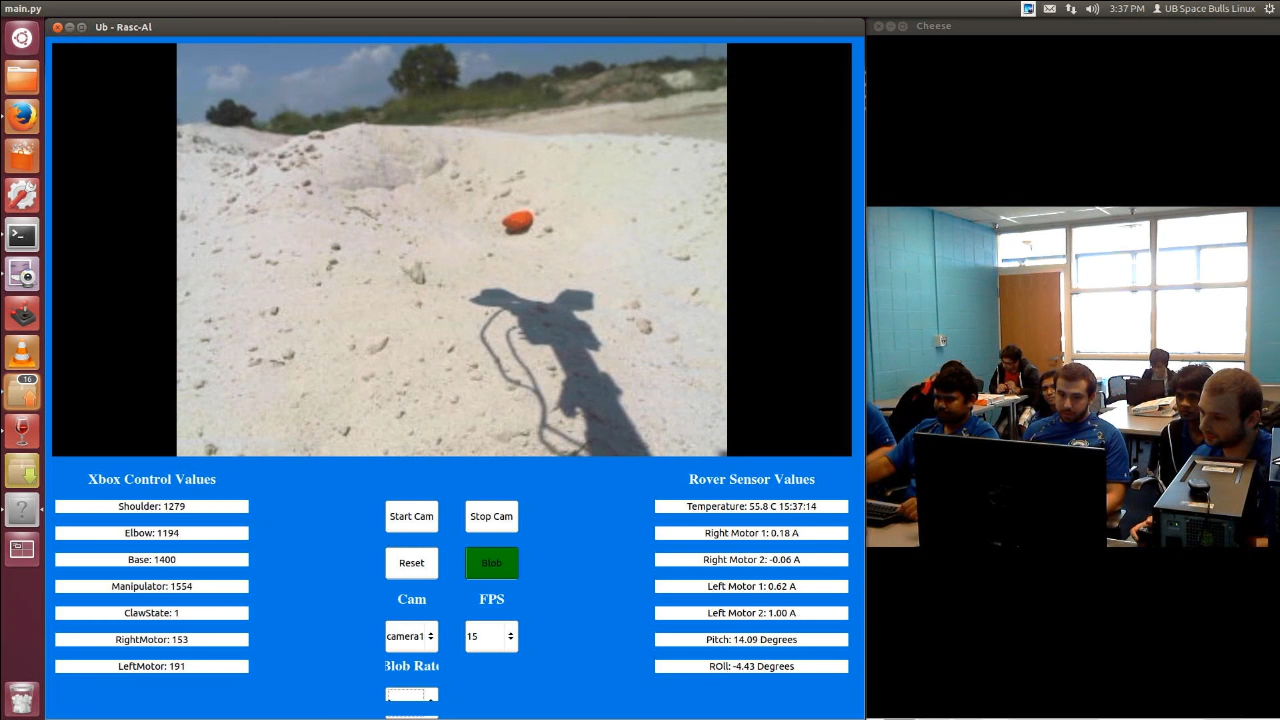 main.py
3:37 PM
UB Space Bulls Linux
Ub - Rasc-Al
Cheese
16
Xbox Control Values
Shoulder: 1279
Elbow: 1194
Base: 1400
Manipulator: 1554
ClawState: 1
RightMotor: 153
LeftMotor: 191
Start Cam
Stop Cam
Reset
Blob
Cam
FPS
camera1
15
Blob Rate
Rover Sensor Values
Temperature: 55.8 C 15:37:14
Right Motor 1: 0.18 A
Right Motor 2: -0.06 A
Left Motor 1: 0.62 A
Left Motor 2: 1.00 A
Pitch: 14.09 Degrees
ROll: -4.43 Degrees